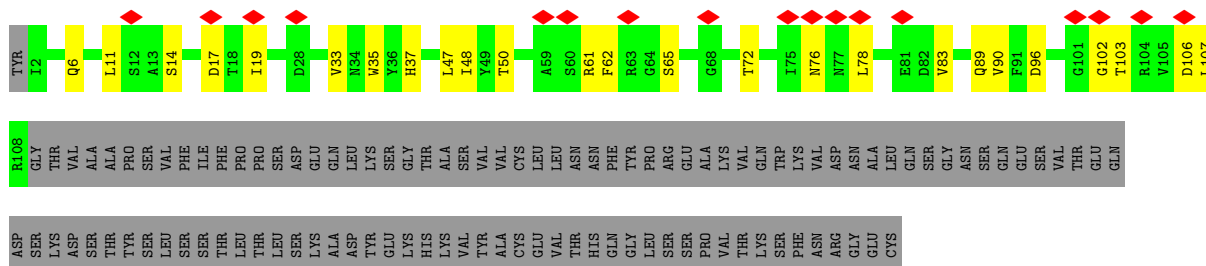 TYR I2 Q6 L11 S12 A13 S14 D17 T18 I19 D28 V33 N34 W35 Y36 H37 L47 I48 Y49 T50 A59 S60 R61 F62 R63 G64 S65 G68 T72 I75 N76 N77 L78 E81 D82 V83 Q89 V90 F91 D96 G101 G102 T103 R104 V105 D106 L107
R108 GLY THR VAL ALA ALA PRO SER VAL PHE ILE PHE PRO PRO SER ASP GLU GLN LEU LYS SER GLY THR ALA SER VAL VAL CYS LEU LEU ASN ASN PHE TYR PRO ARG GLU ALA LYS VAL GLN TRP LYS VAL ASP ASN ALA LEU GLN SER GLY ASN SER GLN GLU SER VAL THR GLU GLN
ASP SER LYS ASP SER THR TYR SER LEU SER SER THR LEU THR LEU SER LYS ALA ASP TYR GLU LYS HIS LYS VAL TYR ALA CYS GLU VAL THR HIS GLN GLY LEU SER SER PRO VAL THR LYS SER PHE ASN ARG GLY GLU CYS